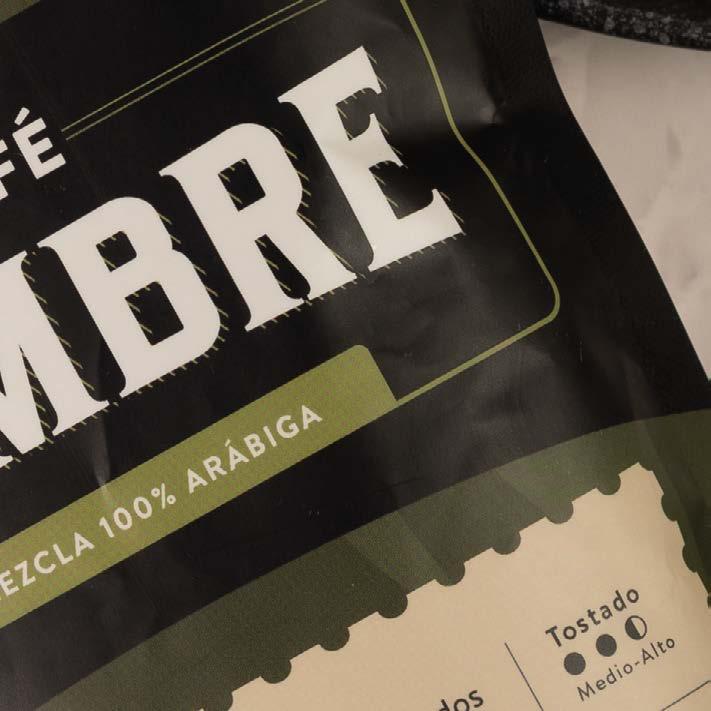 FÉ
MBRE
EZCLA 100% ARÁBIGA
Tostado
Medio-Alto
dos